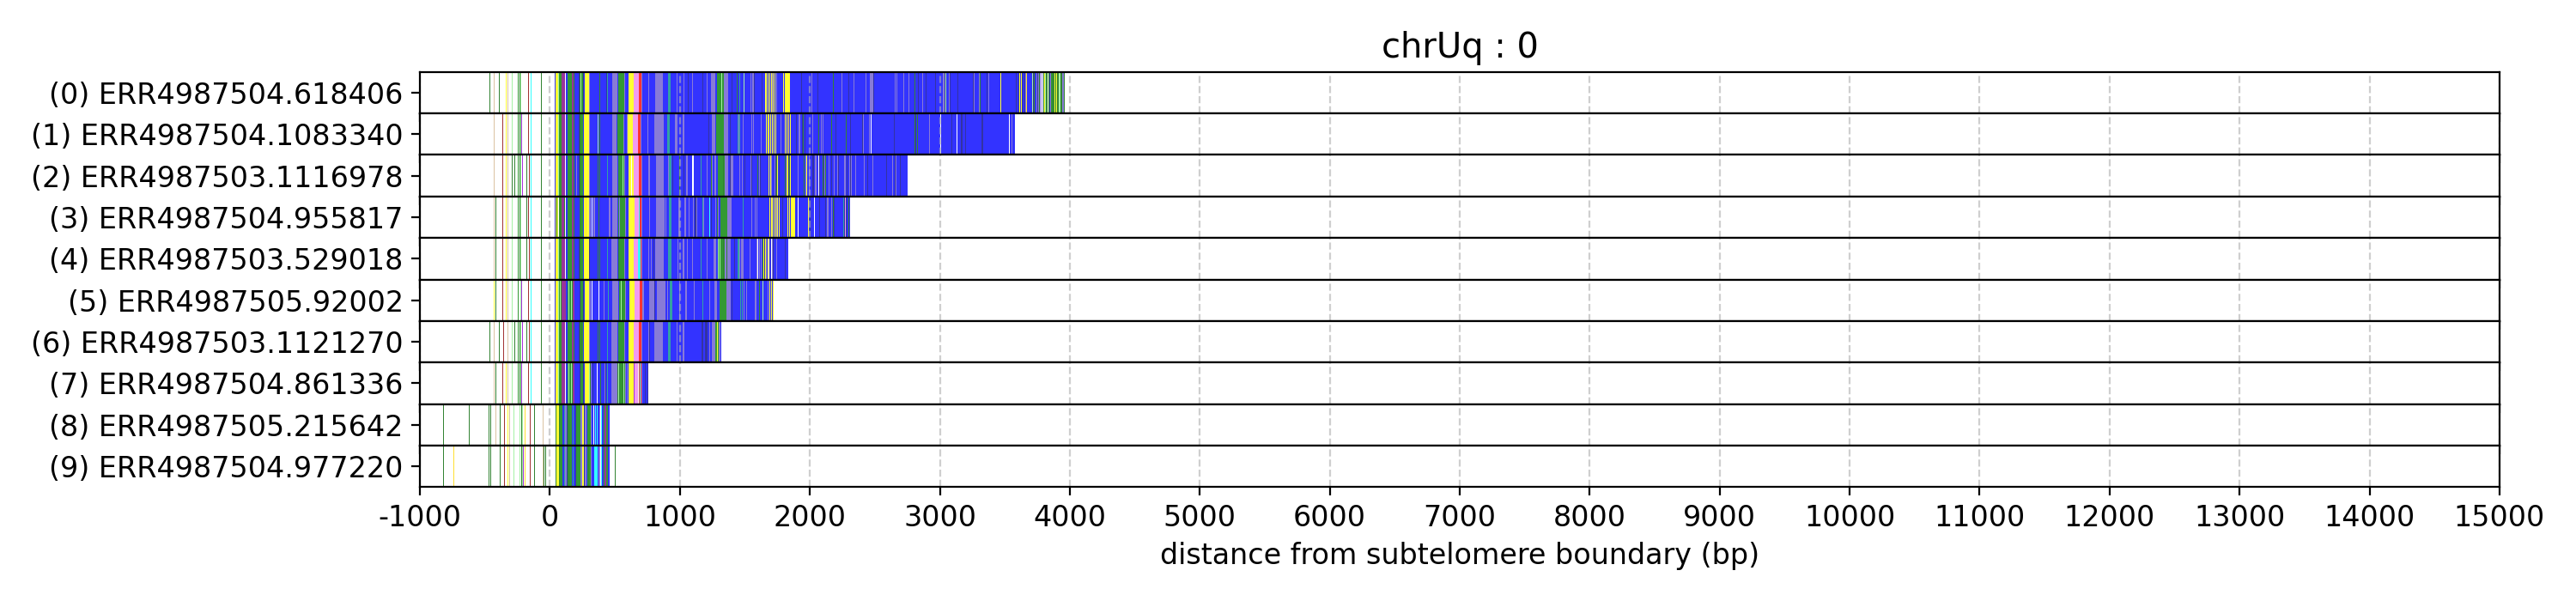 chrUq : 0
(0) ERR4987504.618406
(1) ERR4987504.1083340
(2) ERR4987503.1116978
(3) ERR4987504.955817
(4) ERR4987503.529018
(5) ERR4987505.92002
(6) ERR4987503.1121270
(7) ERR4987504.861336
(8) ERR4987505.215642
(9) ERR4987504.977220
-1000 0 1000 2000 3000 4000 5000 6000 7000 8000 9000 10000 11000 12000 13000 14000 15000
distance from subtelomere boundary (bp)